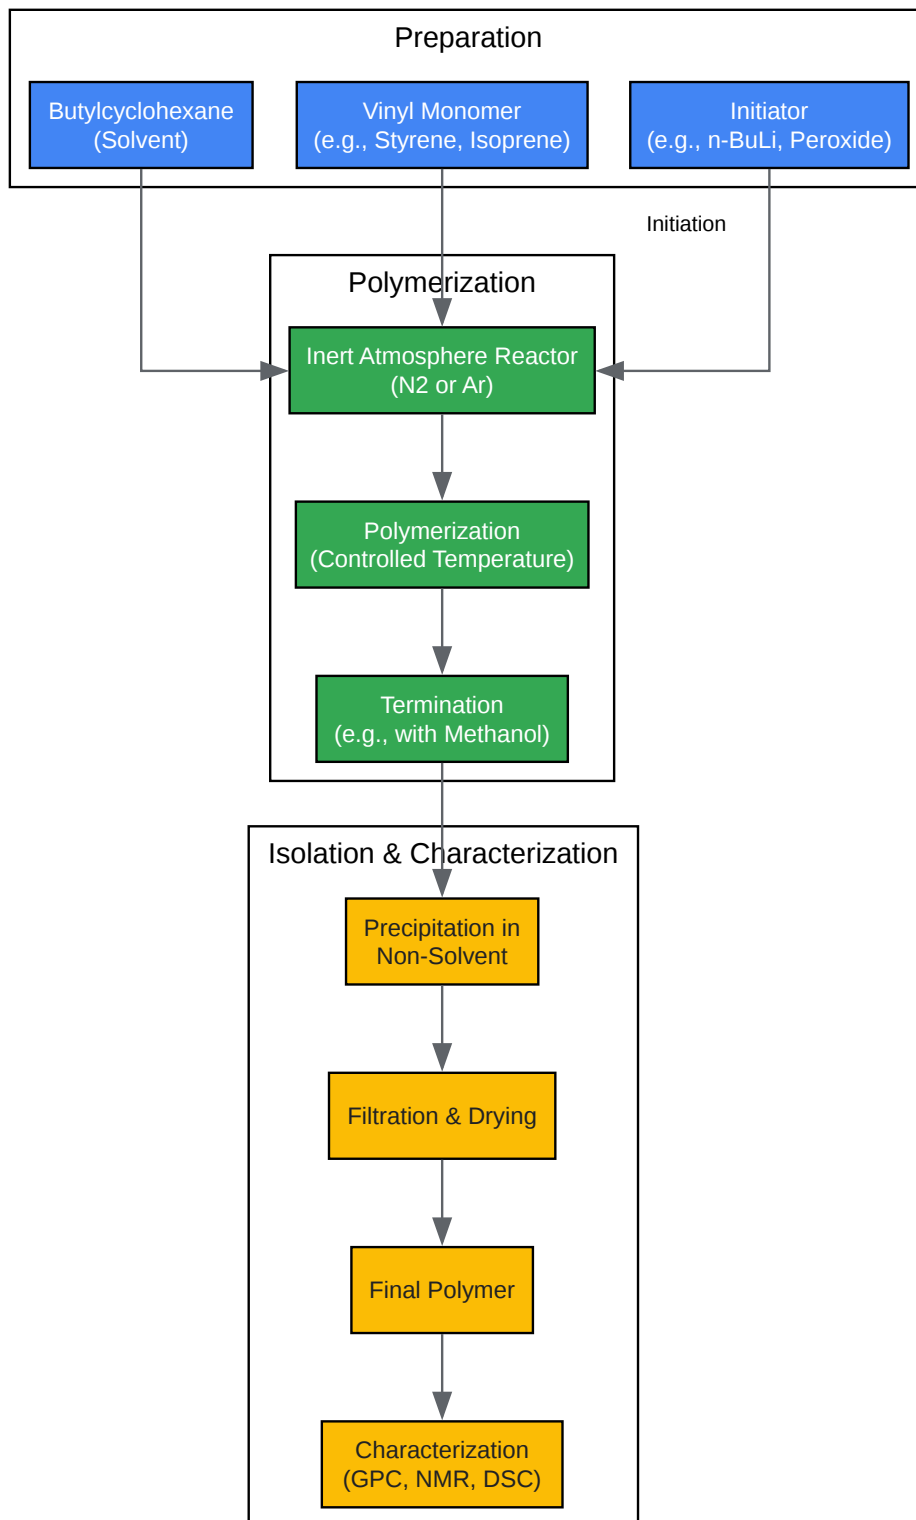 Preparation
Butylcyclohexane
(Solvent)
Vinyl Monomer
(e.g., Styrene, Isoprene)
Initiator
(e.g., n-BuLi, Peroxide)
Initiation
Polymerization
Inert Atmosphere Reactor
(N2 or Ar)
Polymerization
(Controlled Temperature)
Termination
(e.g., with Methanol)
Isolation & Characterization
Precipitation in
Non-Solvent
Filtration & Drying
Final Polymer
Characterization
(GPC, NMR, DSC)